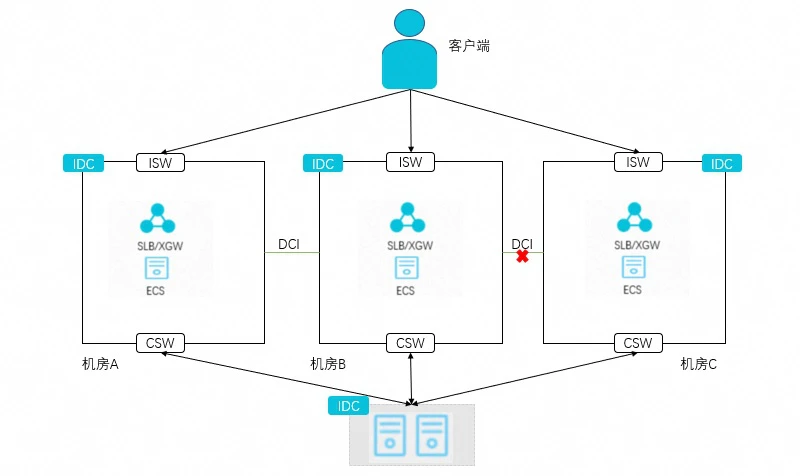 客户端
IDC
ISW
IDC
ISW
ISW
IDC
SLB/XGW
ECS
DCI
SLB/XGW
ECS
DCI
SLB/XGW
ECS
CSW
CSW
CSW
机房A
机房B
机房C
IDC